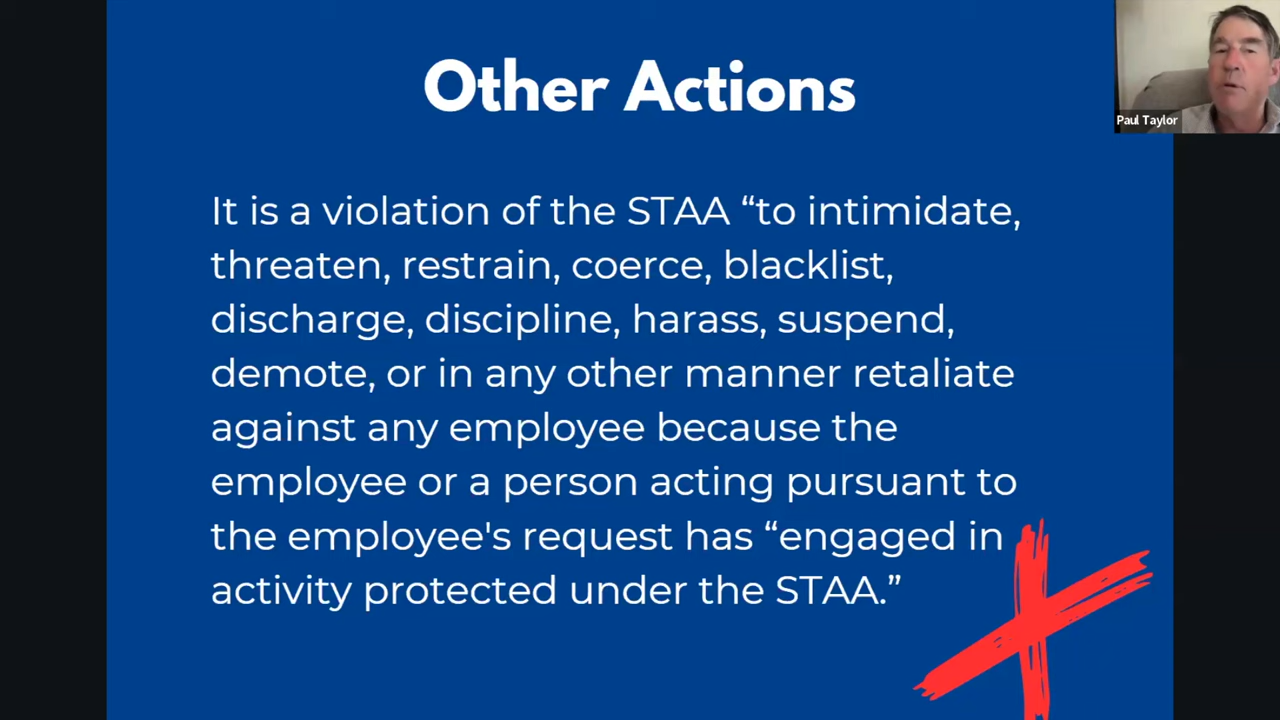 Other Actions
Paul Taylor
It is a violation of the STAA “to intimidate,
threaten, restrain, coerce, blacklist,
discharge, discipline, harass, suspend,
demote, or in any other manner retaliate
against any employee because the
employee or a person acting pursuant to
the employee's request has “engaged in
activity protected under the STAA.”